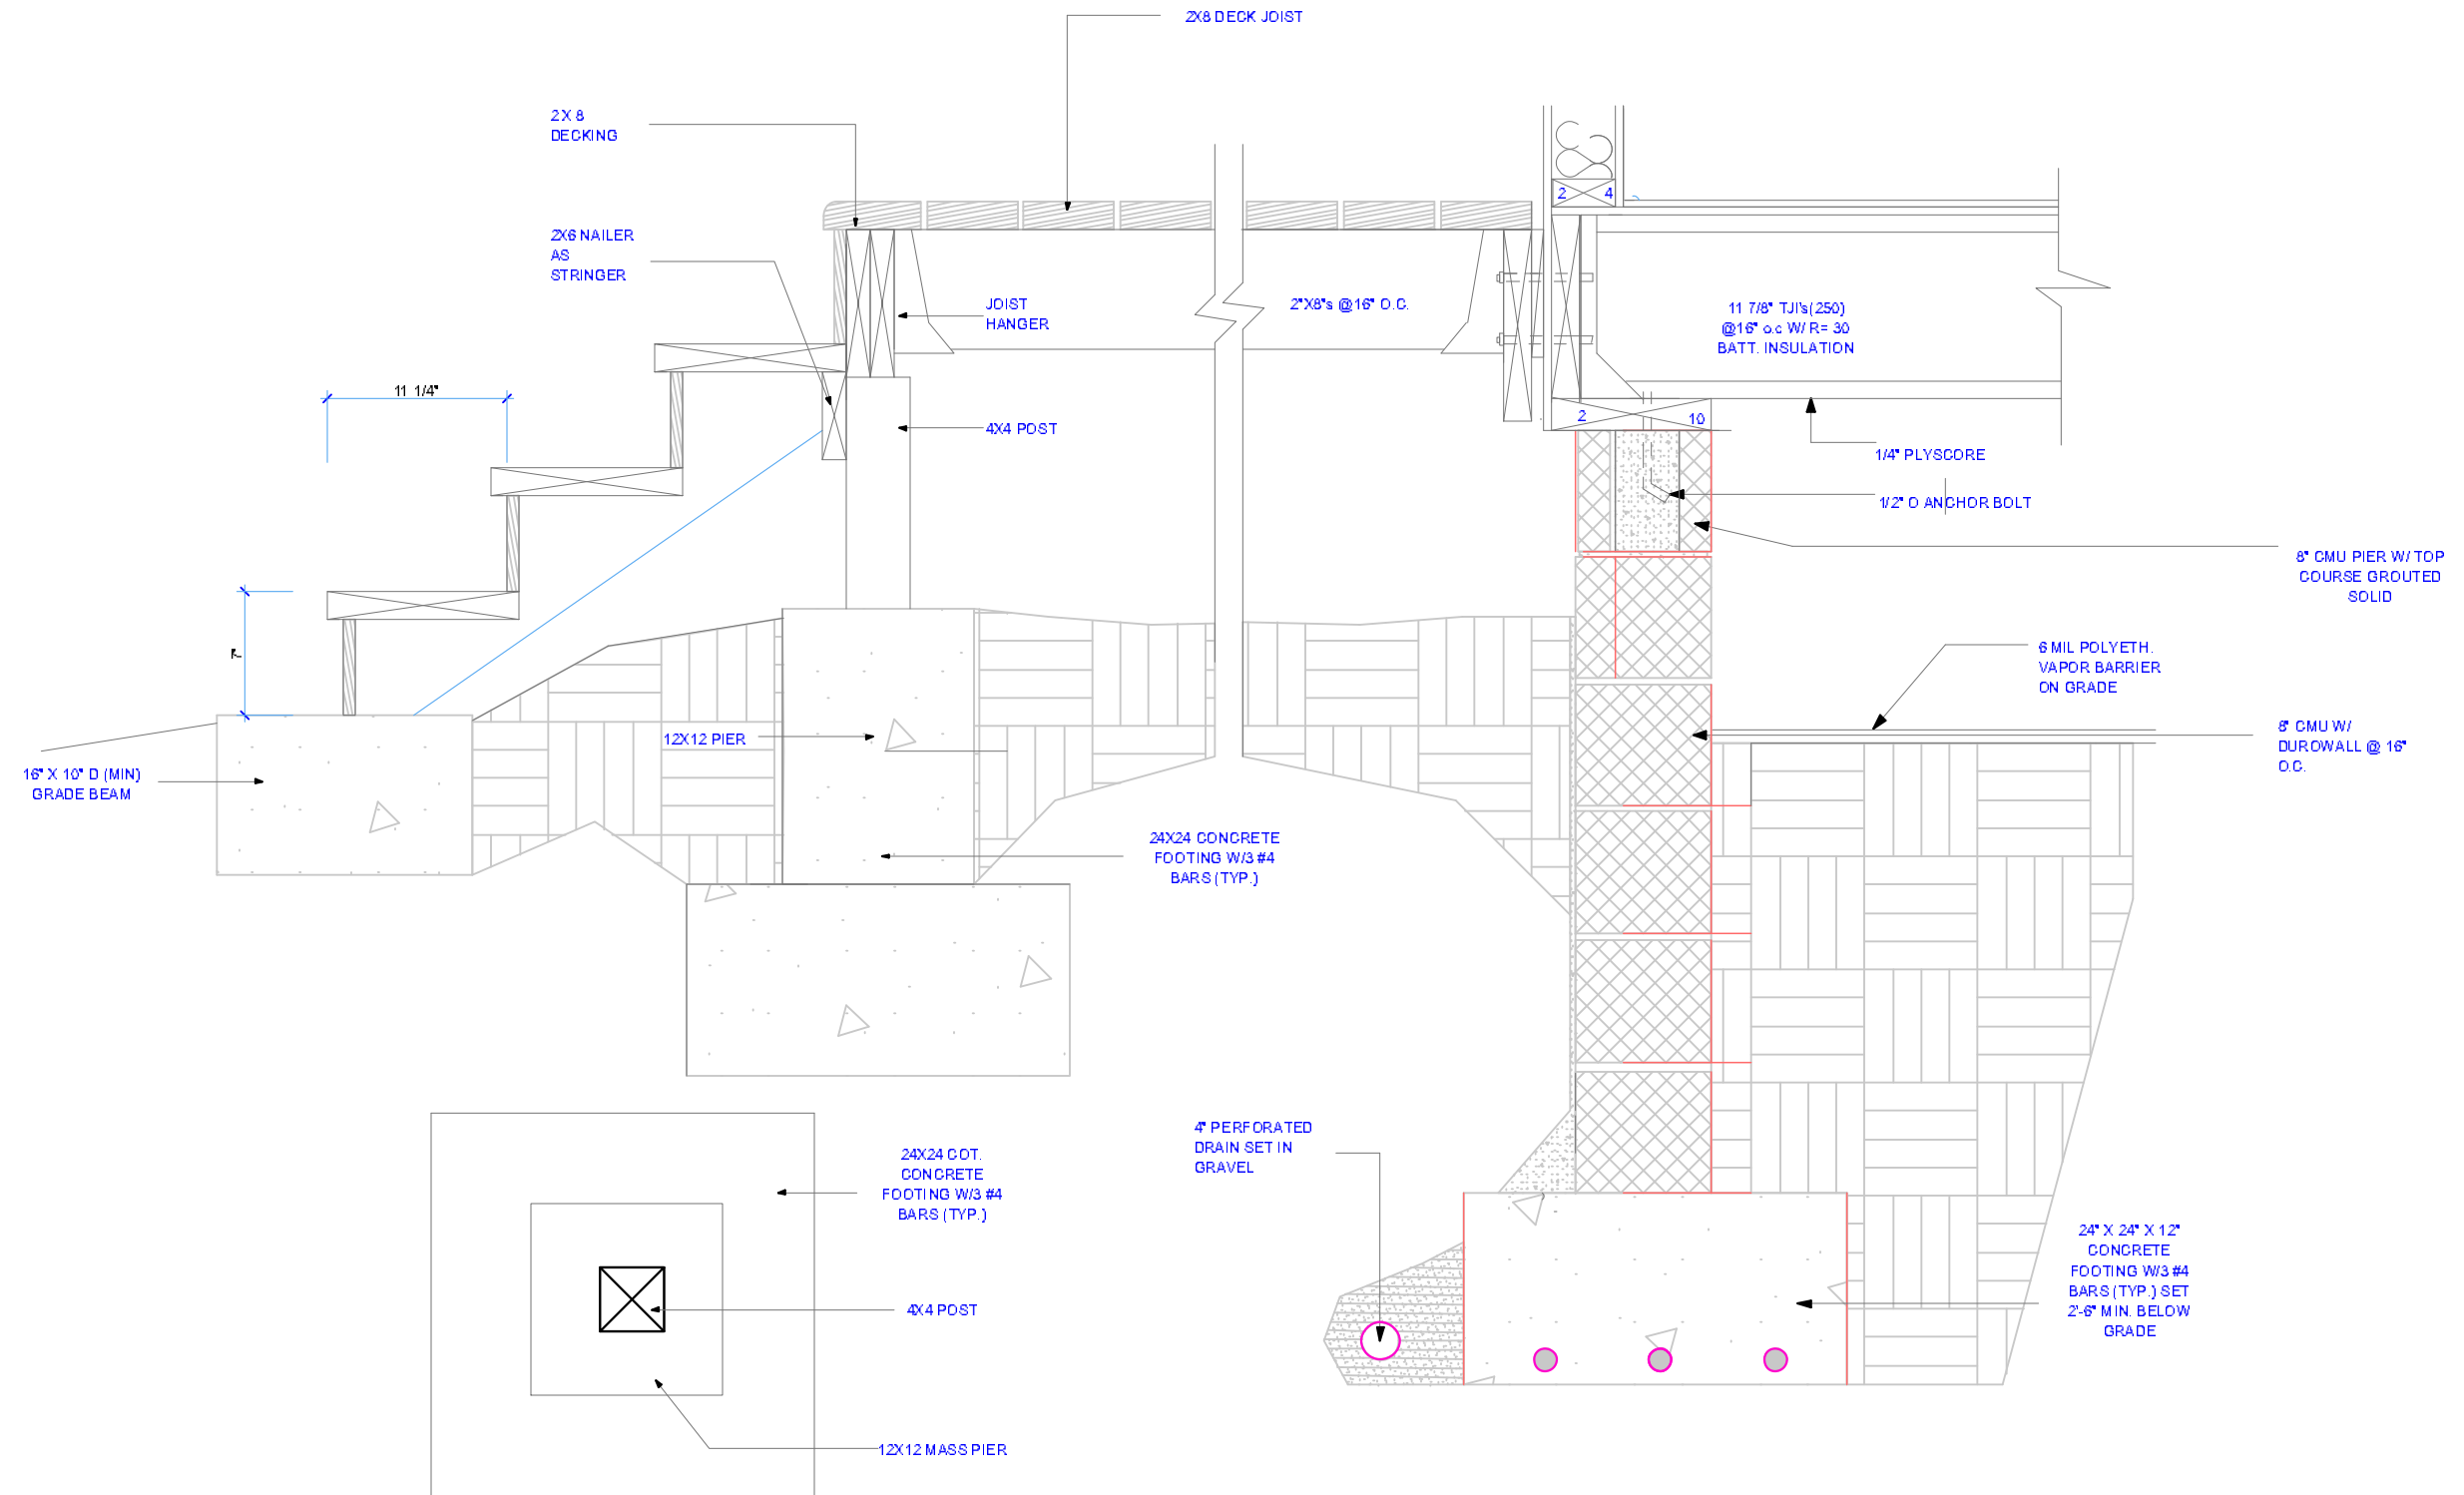 2X8 DECK JOIST
2 X 8
DECKING
2X6 NAILER
AS
STRINGER
JOIST
HANGER
2"X8"s @16" O.C.
2 4
11 7/8" TJI's(250)
@16" o.c W/ R= 30
BATT. INSULATION
11 1/4"
4X4 POST
2 10
1/4" PLYSCORE
1/2" O ANCHOR BOLT
8" CMU PIER W/ TOP
COURSE GROUTED
SOLID
7"
6 MIL POLYETH.
VAPOR BARRIER
ON GRADE
12X12 PIER
8" CMU W/
DUROWALL @ 16"
O.C.
16" X 10" D (MIN)
GRADE BEAM
24X24 CONCRETE
FOOTING W/3 #4
BARS (TYP.)
4" PERFORATED
DRAIN SET IN
GRAVEL
24X24 COT.
CONCRETE
FOOTING W/3 #4
BARS (TYP.)
24" X 24" X 12"
CONCRETE
FOOTING W/3 #4
BARS (TYP.) SET
2'-6" MIN. BELOW
GRADE
4X4 POST
12X12 MASS PIER